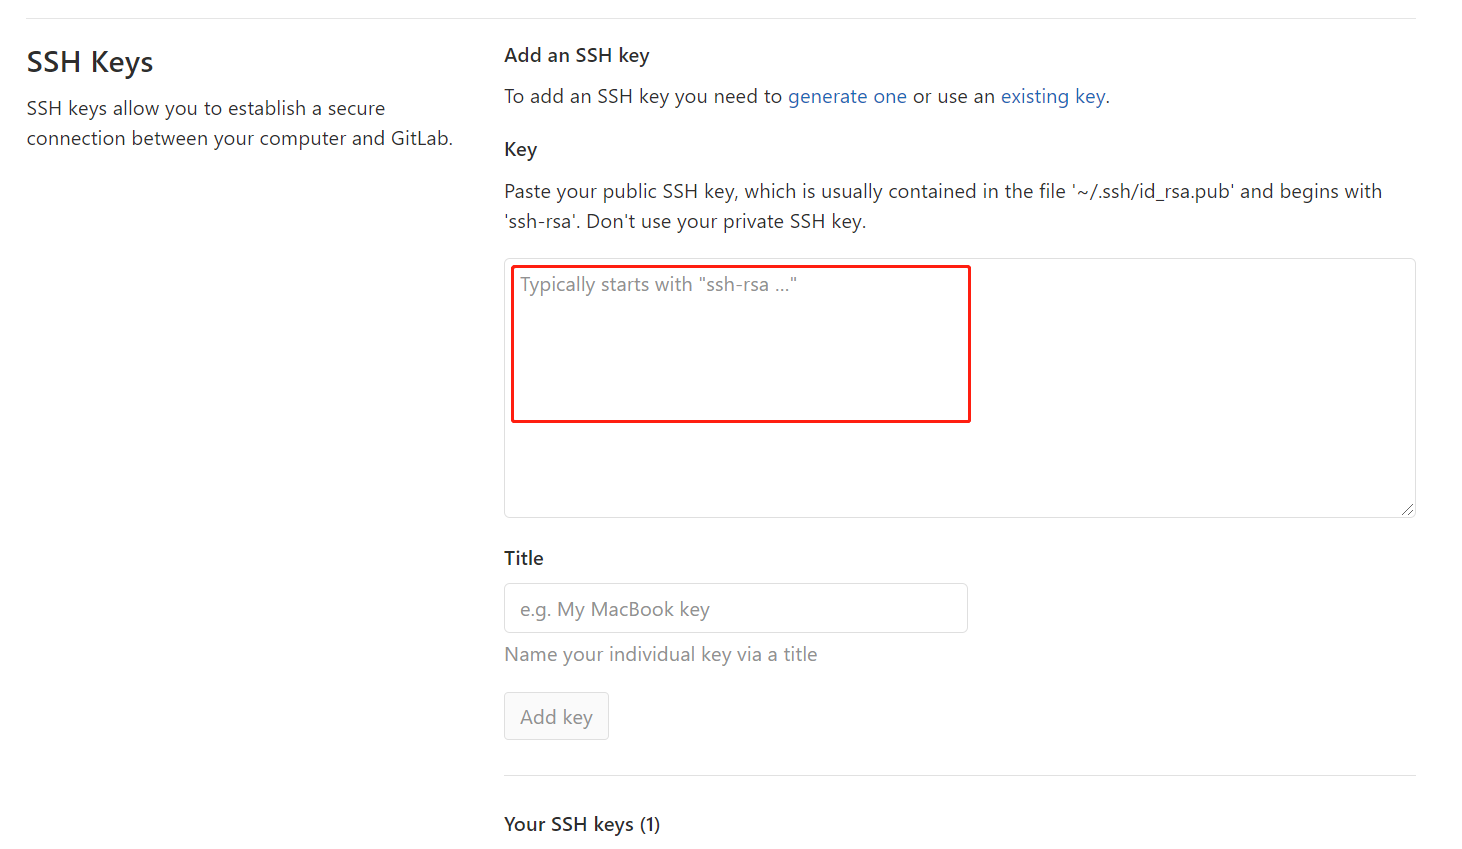 SSH Keys
SSH keys allow you to establish a secure
connection between your computer and GitLab.
Add an SSH key
To add an SSH key you need to generate one or use an existing key.
Key
Paste your public SSH key, which is usually contained in the file '~/.ssh/id_rsa.pub' and begins with
'ssh-rsa'. Don't use your private SSH key.
Typically starts with "ssh-rsa ..."
Title
e.g. My MacBook key
Name your individual key via a title
Add key
Your SSH keys (1)